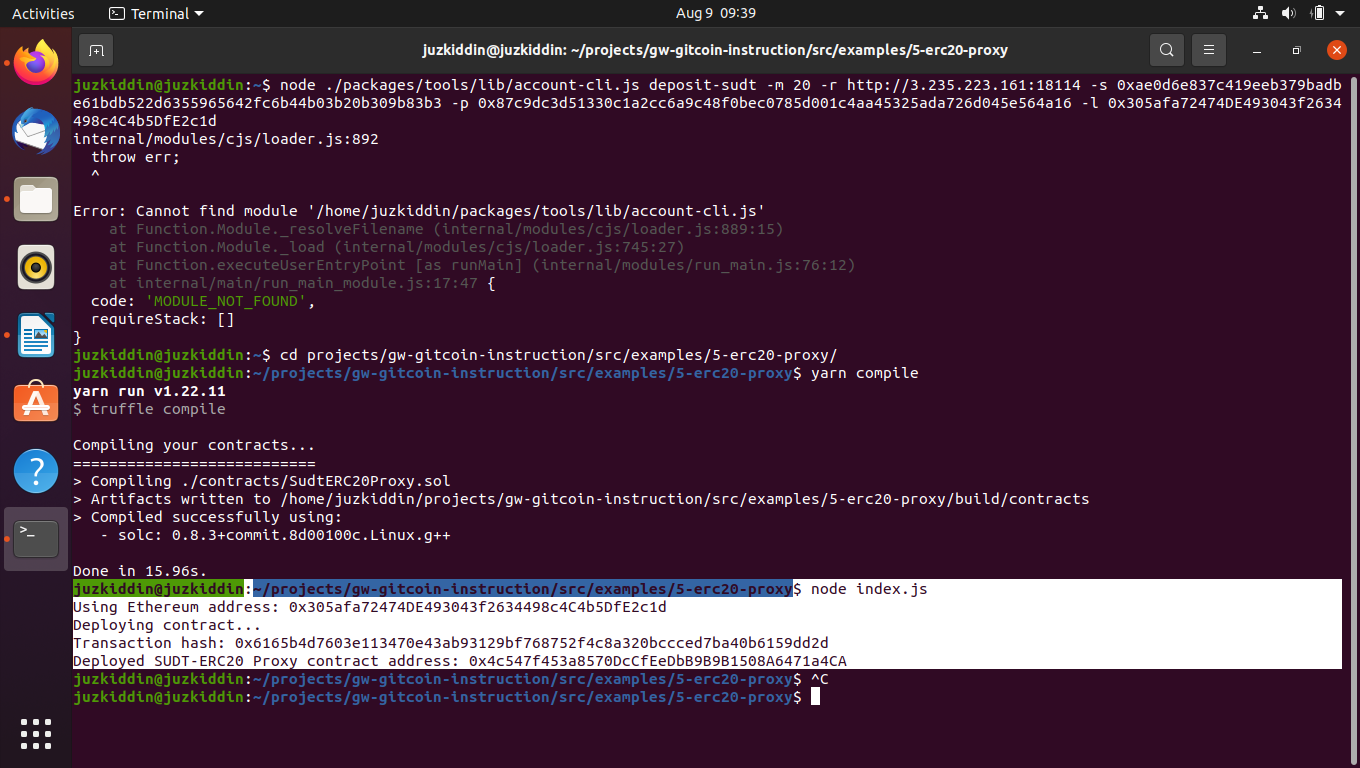 Activities
Terminal
Aug 9 09:39
juzkiddin@juzkiddin: ~/projects/gw-gitcoin-instruction/src/examples/5-erc20-proxy
juzkiddin@juzkiddin:~$ node ./packages/tools/lib/account-cli.js deposit-sudt -m 20 -r http://3.235.223.161:18114 -s 0xae0d6e837c419eeb379badb
e61bdb522d6355965642fc6b44b03b20b309b83b3 -p 0x87c9dc3d51330c1a2cc6a9c48f0bec0785d001c4aa45325ada726d045e564a16 -l 0x305afa72474DE493043f2634
498c4C4b5DfE2c1d
internal/modules/cjs/loader.js:892
  throw err;
  ^
Error: Cannot find module '/home/juzkiddin/packages/tools/lib/account-cli.js'
    at Function.Module._resolveFilename (internal/modules/cjs/loader.js:889:15)
    at Function.Module._load (internal/modules/cjs/loader.js:745:27)
    at Function.executeUserEntryPoint [as runMain] (internal/modules/run_main.js:76:12)
    at internal/main/run_main_module.js:17:47 {
  code: 'MODULE_NOT_FOUND',
  requireStack: []
}
juzkiddin@juzkiddin:~$ cd projects/gw-gitcoin-instruction/src/examples/5-erc20-proxy/
juzkiddin@juzkiddin:~/projects/gw-gitcoin-instruction/src/examples/5-erc20-proxy$ yarn compile
yarn run v1.22.11
$ truffle compile
Compiling your contracts...
===========================
> Compiling ./contracts/SudtERC20Proxy.sol
> Artifacts written to /home/juzkiddin/projects/gw-gitcoin-instruction/src/examples/5-erc20-proxy/build/contracts
> Compiled successfully using:
   - solc: 0.8.3+commit.8d00100c.Linux.g++
Done in 15.96s.
juzkiddin@juzkiddin:~/projects/gw-gitcoin-instruction/src/examples/5-erc20-proxy$ node index.js
Using Ethereum address: 0x305afa72474DE493043f2634498c4C4b5DfE2c1d
Deploying contract...
Transaction hash: 0x6165b4d7603e113470e43ab93129bf768752f4c8a320bccced7ba40b6159dd2d
Deployed SUDT-ERC20 Proxy contract address: 0x4c547f453a8570DcCfEeDbB9B9B1508A6471a4CA
juzkiddin@juzkiddin:~/projects/gw-gitcoin-instruction/src/examples/5-erc20-proxy$ ^C
juzkiddin@juzkiddin:~/projects/gw-gitcoin-instruction/src/examples/5-erc20-proxy$